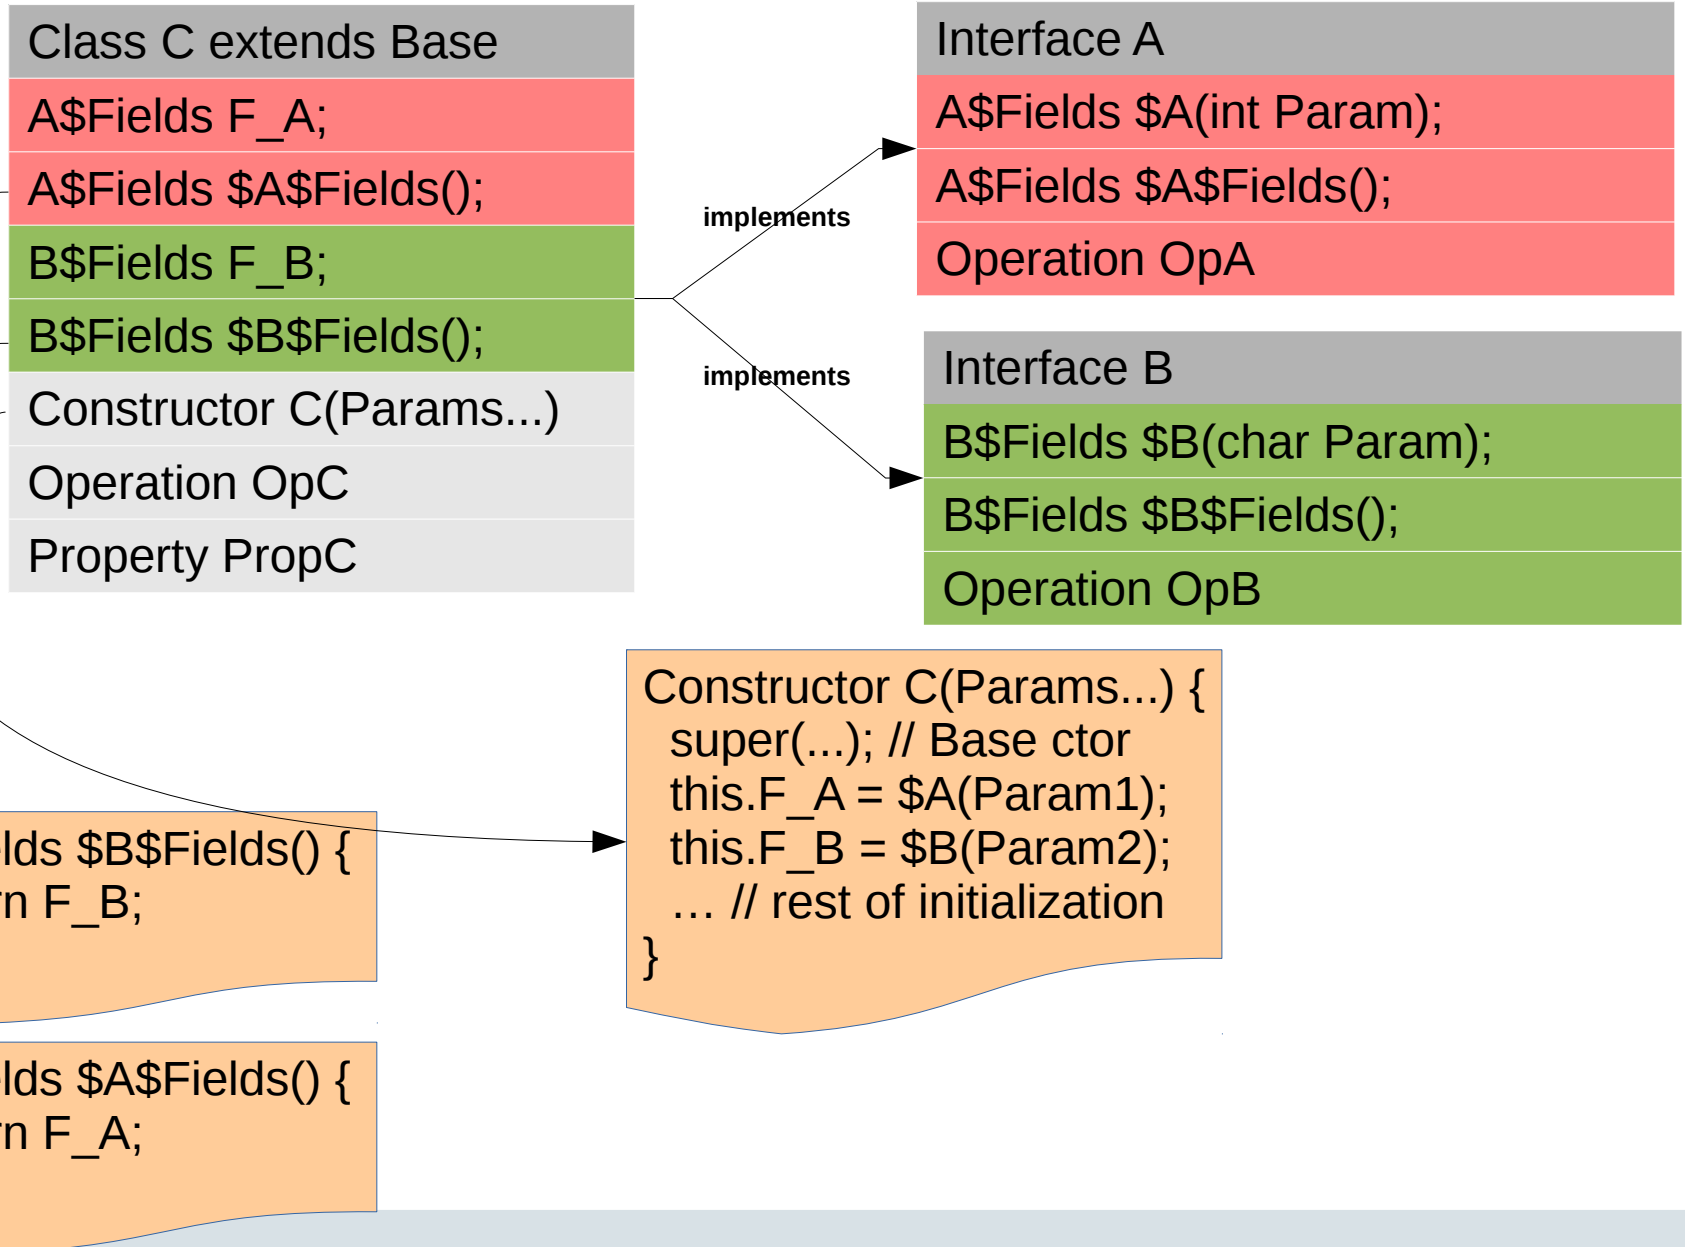 Class C extends Base
A$Fields F_A;
A$Fields $A$Fields();
B$Fields F_B;
B$Fields $B$Fields();
Constructor C(Params...)
Operation OpC
Property PropC
implements
implements
Interface A
A$Fields $A(int Param);
A$Fields $A$Fields();
Operation OpA
Interface B
B$Fields $B(char Param);
B$Fields $B$Fields();
Operation OpB
Constructor C(Params...) {
super(...); // Base ctor
this.F_A = $A(Param1);
this.F_B = $B(Param2);
… // rest of initialization
}
$B$Fields() {
F_B;
$A$Fields() {
F_A;